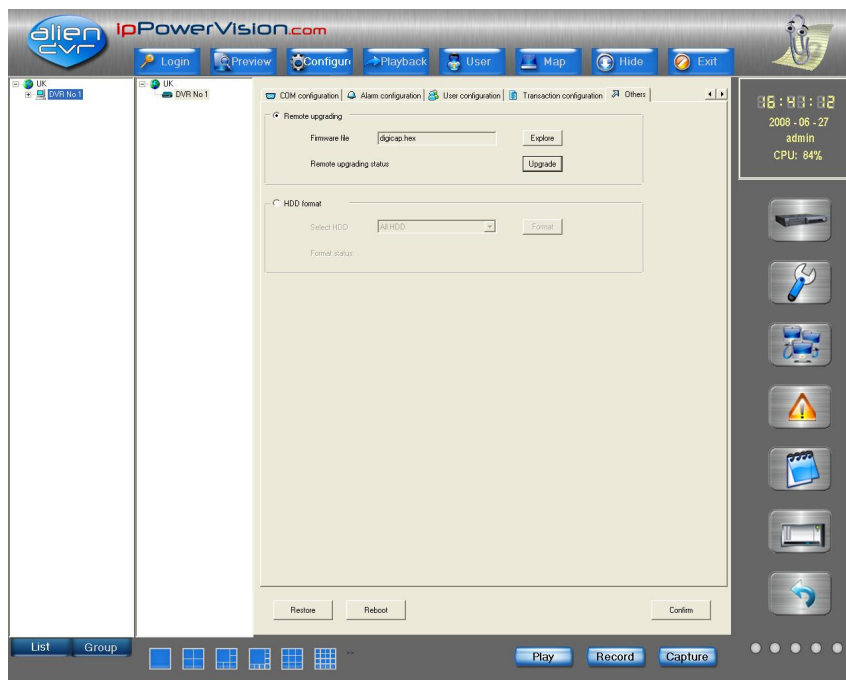 alien dvr
ipPowerVision.com
Login
Preview
Configure
Playback
User
Map
Hide
Exit
UK
DVR No 1
UK
DVR No 1
COM configuration
Alarm configuration
User configuration
Transaction configuration
Others
2008 - 06 - 27
admin
CPU: 84%
Remote upgrading
Firmware file
digicap.hex
Explore
Remote upgrading status
Upgrade
HDD format
Select HDD
All HDD
Format
Format status:
Restore
Reboot
Confirm
List
Group
Play
Record
Capture